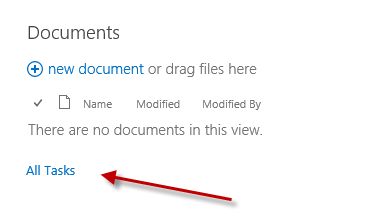 Documents
new document or drag files here
Name Modified Modified By
There are no documents in this view.
All Tasks